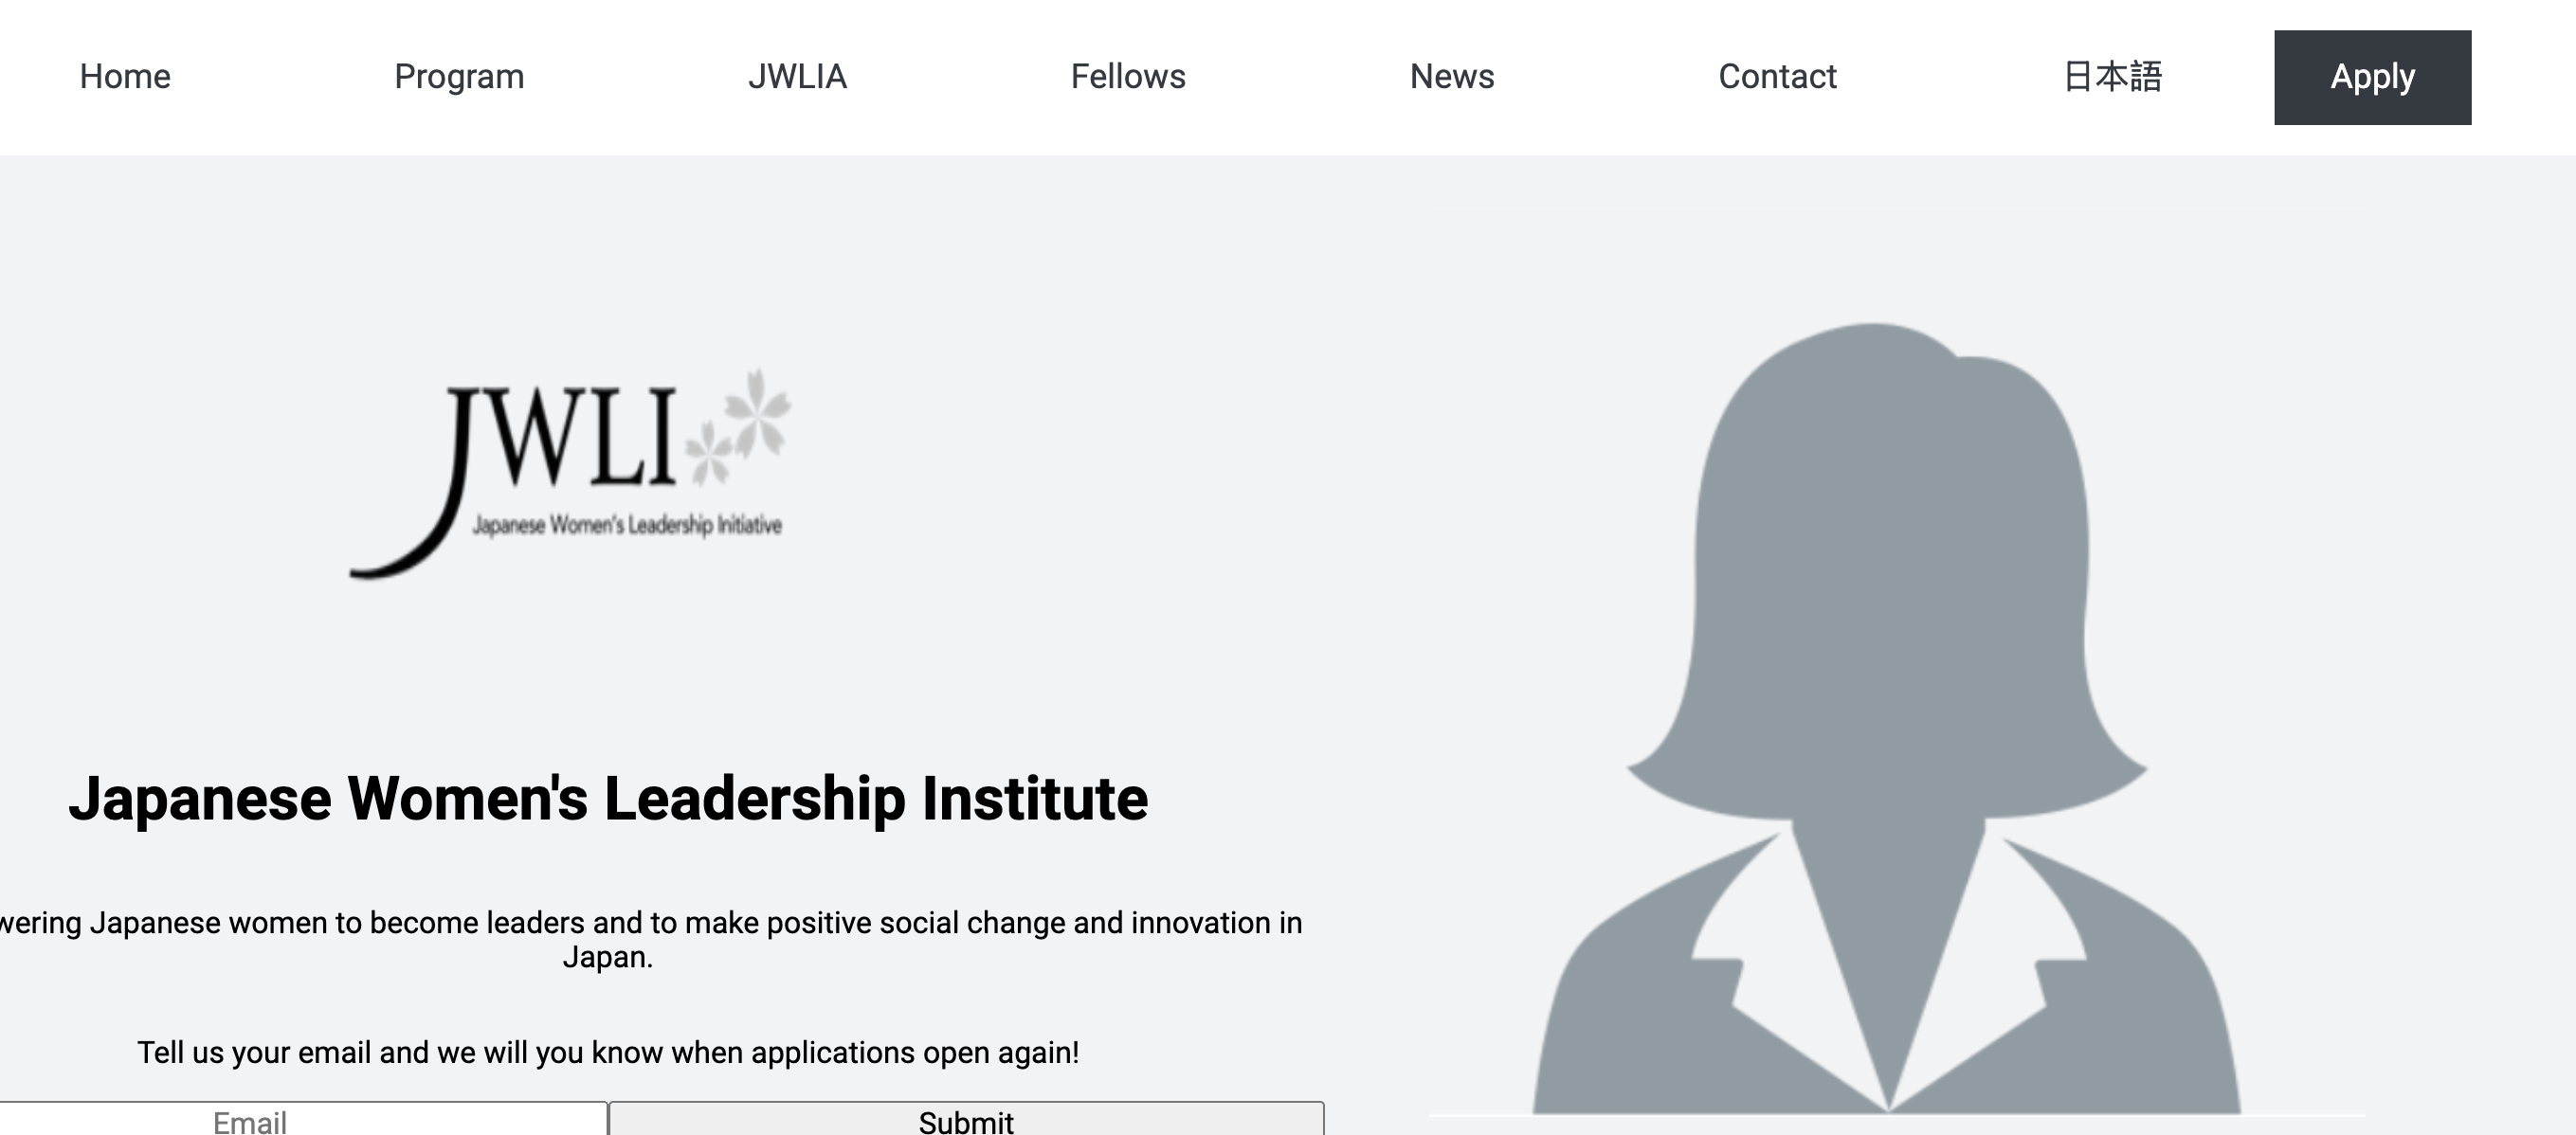 Home Program JWLIA Fellows News Contact 日本語 Apply
JWLI
Japanese Women's Leadership Initiative
Japanese Women's Leadership Institute
wering Japanese women to become leaders and to make positive social change and innovation in
Japan.
Tell us your email and we will you know when applications open again!
Email Submit